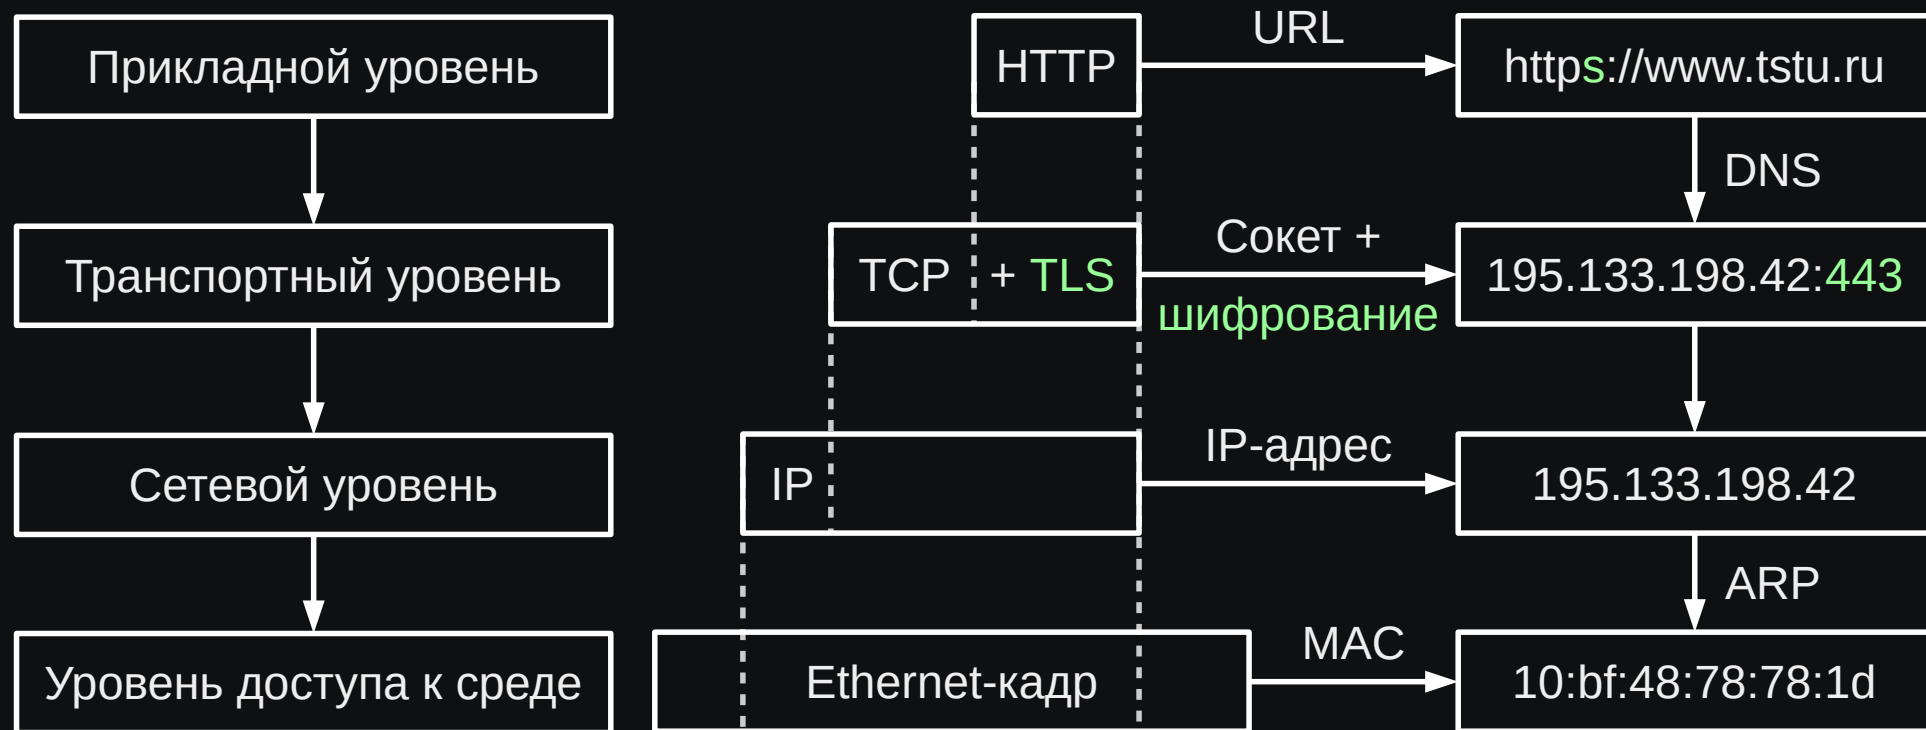 Прикладной уровень
HTTP
URL
https://www.tstu.ru
DNS
Транспортный уровень
TCP + TLS
Сокет +
шифрование
195.133.198.42:443
Сетевой уровень
IP
IP-адрес
195.133.198.42
ARP
Уровень доступа к среде
Ethernet-кадр
MAC
10:bf:48:78:78:1d